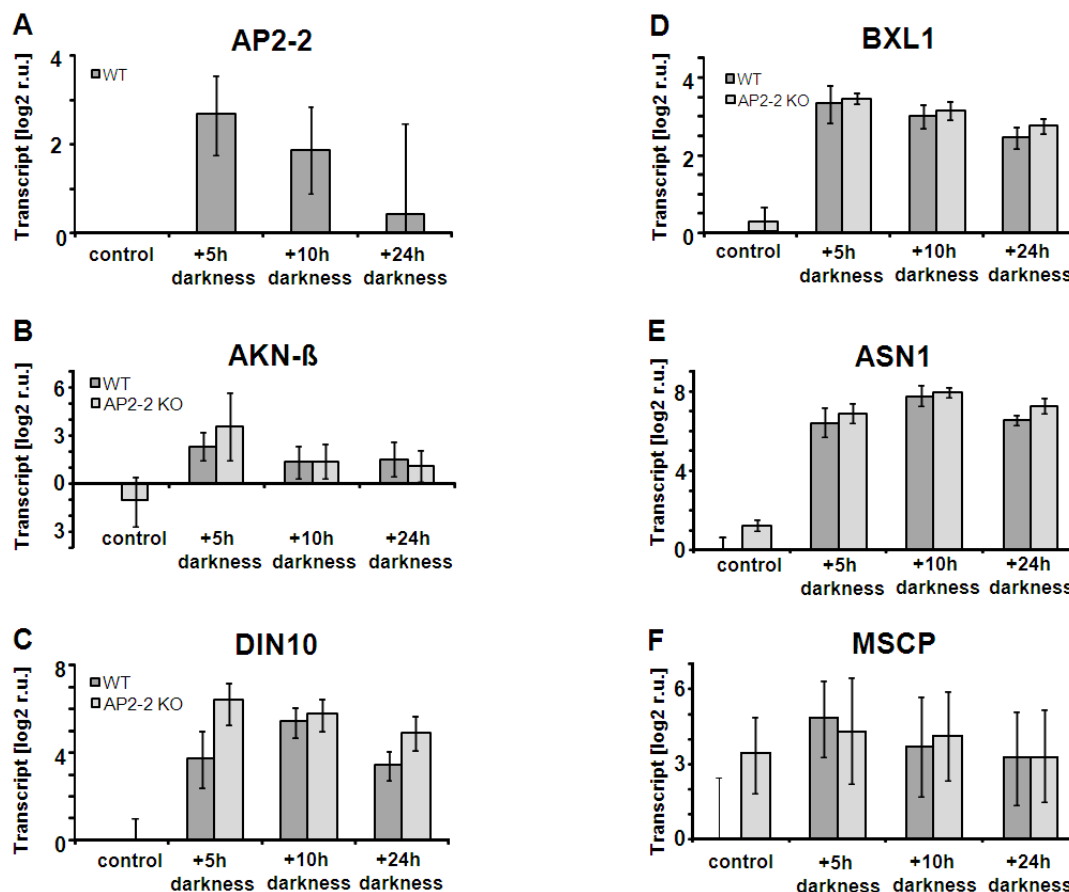 A
AP2-2
Transcript [log2 r.u.]
4
2
0
WT
control
+5h
darkness
+10h
darkness
+24h
darkness
B
AKN-ß
Transcript [log2 r.u.]
6
3
0
3
WT
AP2-2 KO
control
+5h
darkness
+10h
darkness
+24h
darkness
C
DIN10
Transcript [log2 r.u.]
8
4
0
WT
AP2-2 KO
control
+5h
darkness
+10h
darkness
+24h
darkness
D
BXL1
Transcript [log2 r.u.]
4
2
0
WT
AP2-2 KO
control
+5h
darkness
+10h
darkness
+24h
darkness
E
ASN1
Transcript [log2 r.u.]
8
4
0
control
+5h
darkness
+10h
darkness
+24h
darkness
F
MSCP
Transcript [log2 r.u.]
6
3
0
control
+5h
darkness
+10h
darkness
+24h
darkness